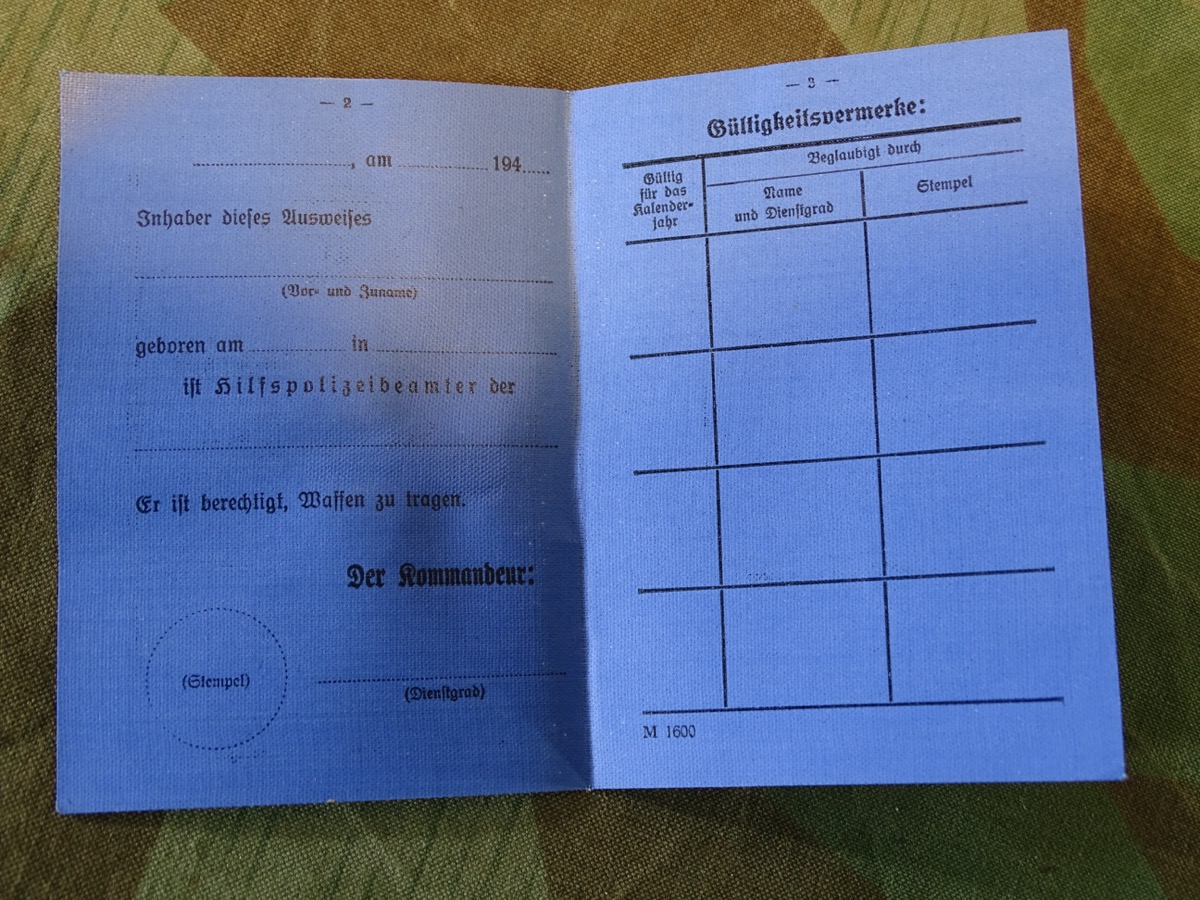 — 2 —
........................, am .............. 194.....
Inhaber dieses Ausweises
(Vor- und Zuname)
geboren am ............... in ..............................
ist Hilfspolizeibeamter der
Er ist berechtigt, Waffen zu tragen.
Der Kommandeur:
(Stempel)
(Dienstgrad)
— 3 —
Gültigkeitsvermerke:
Gültig
für das
Kalender-
jahr
Beglaubigt durch
Name
und Dienstgrad
Stempel
M 1600